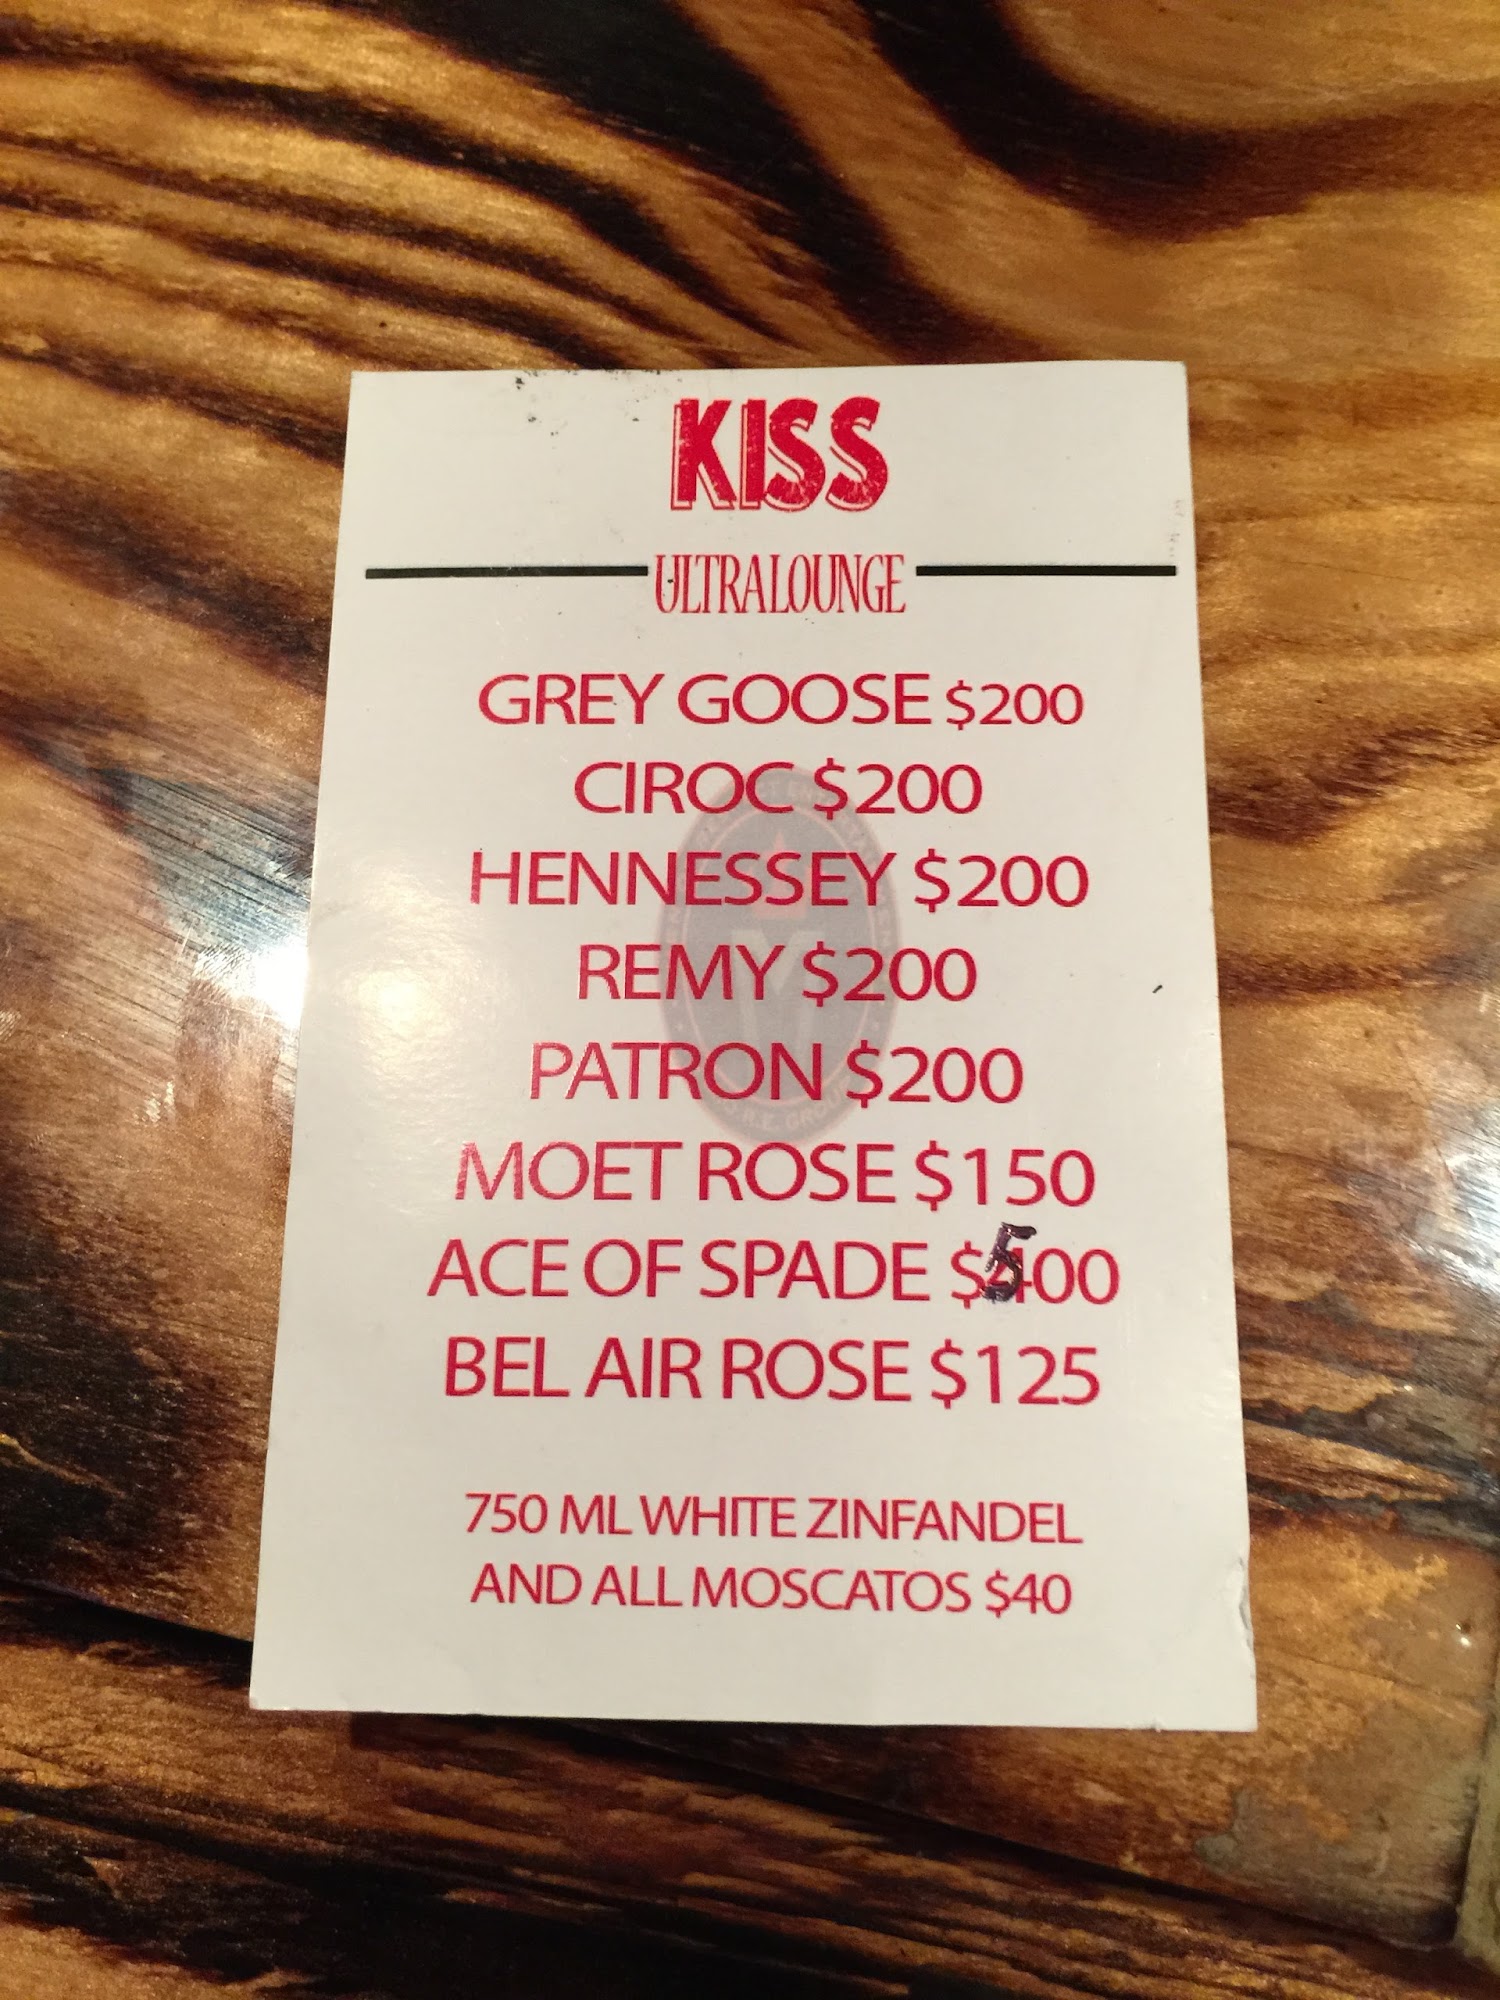 KISS
ULTRALOUNGE
GREY GOOSE $200
CIROC $200
HENNESSEY $200
REMY $200
PATRON $200
MOET ROSE $150
ACE OF SPADE $500
BEL AIR ROSE $125
750 ML WHITE ZINFANDEL
AND ALL MOSCATOS $40